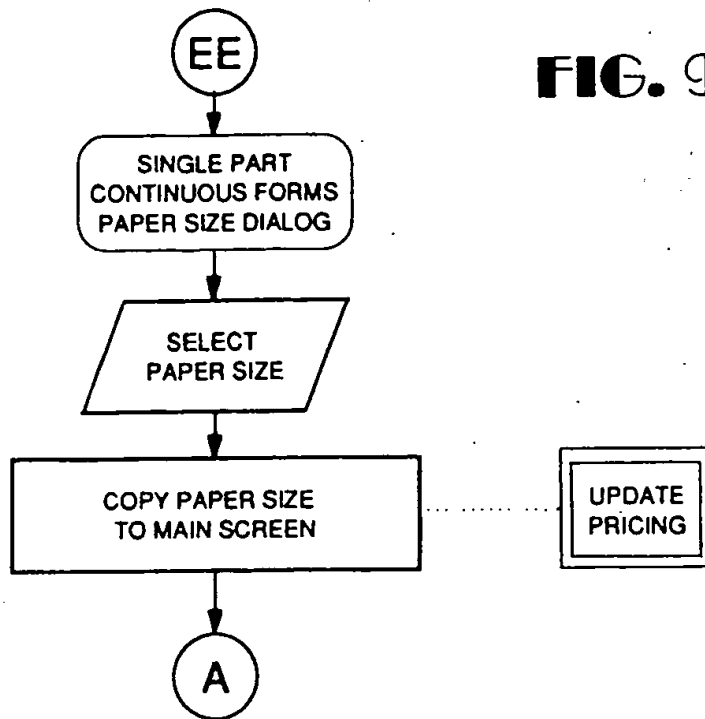 EE
FIG. 9
SINGLE PART
CONTINUOUS FORMS
PAPER SIZE DIALOG
SELECT
PAPER SIZE
COPY PAPER SIZE
TO MAIN SCREEN
UPDATE
PRICING
A